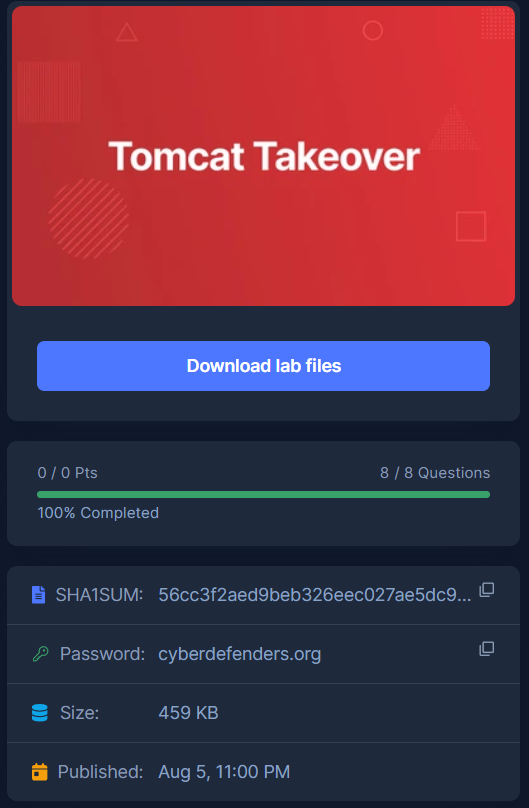 Tomcat Takeover
Download lab files
0 / 0 Pts 8 / 8 Questions
100% Completed
SHA1SUM: 56cc3f2aed9beb326eec027ae5dc9...
Password: cyberdefenders.org
Size: 459 KB
Published: Aug 5, 11:00 PM